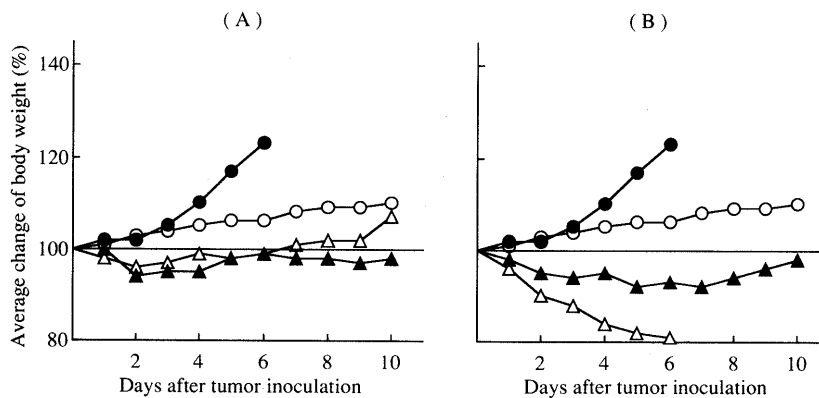 (A)
(B)
Average change of body weight (%)
140
120
100
80
2 4 6 8 10
2 4 6 8 10
Days after tumor inoculation
Days after tumor inoculation